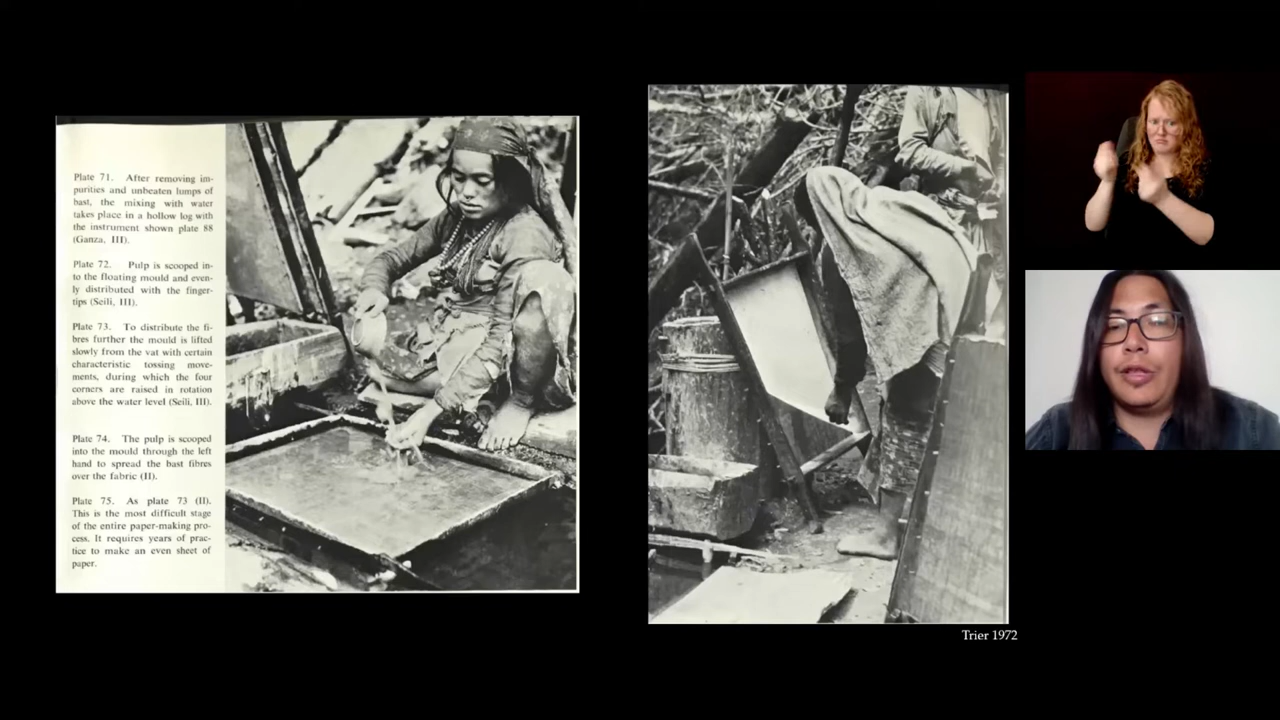 Plate 71. After removing im-
purities and unbeaten lumps of
bast, the mixing with water
takes place in a hollow log with
the instrument shown plate 88
(Ganza, III).
Plate 72. Pulp is scooped in-
to the floating mould and even-
ly distributed with the finger-
tips (Seili, III).
Plate 73. To distribute the fi-
bres further the mould is lifted
slowly from the vat with certain
characteristic tossing move-
ments, during which the four
corners are raised in rotation
above the water level (Seili, III).
Plate 74. The pulp is scooped
into the mould through the left
hand to spread the bast fibres
over the fabric (II).
Plate 75. As plate 73 (II).
This is the most difficult stage
of the entire paper-making pro-
cess. It requires years of prac-
tice to make an even sheet of
paper.
Trier 1972